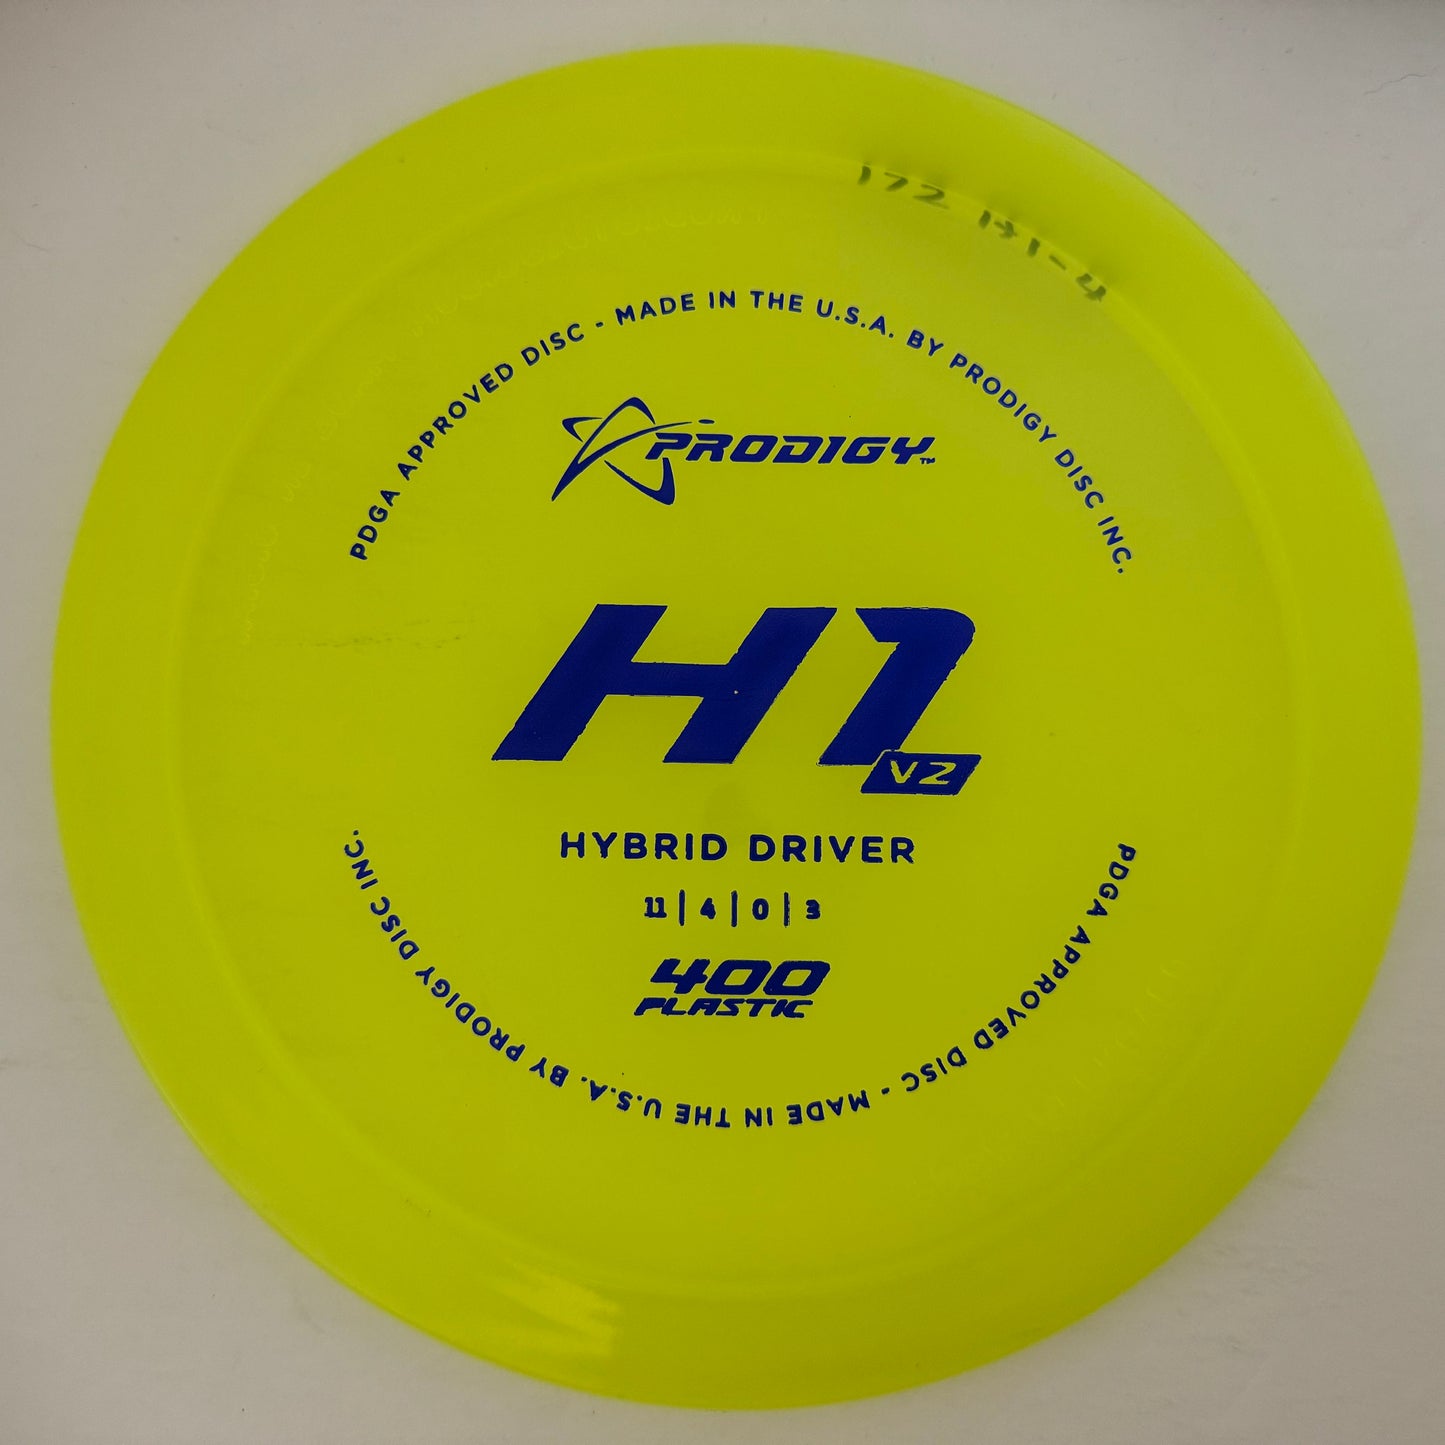 172 H1-4
PDGA APPROVED DISC - MADE IN THE U.S.A. BY PRODIGY DISC INC.
PRODIGY™
H1
V2
HYBRID DRIVER
11 | 4 | 0 | 3
400
PLASTIC
PDGA APPROVED DISC - MADE IN THE U.S.A. BY PRODIGY DISC INC.